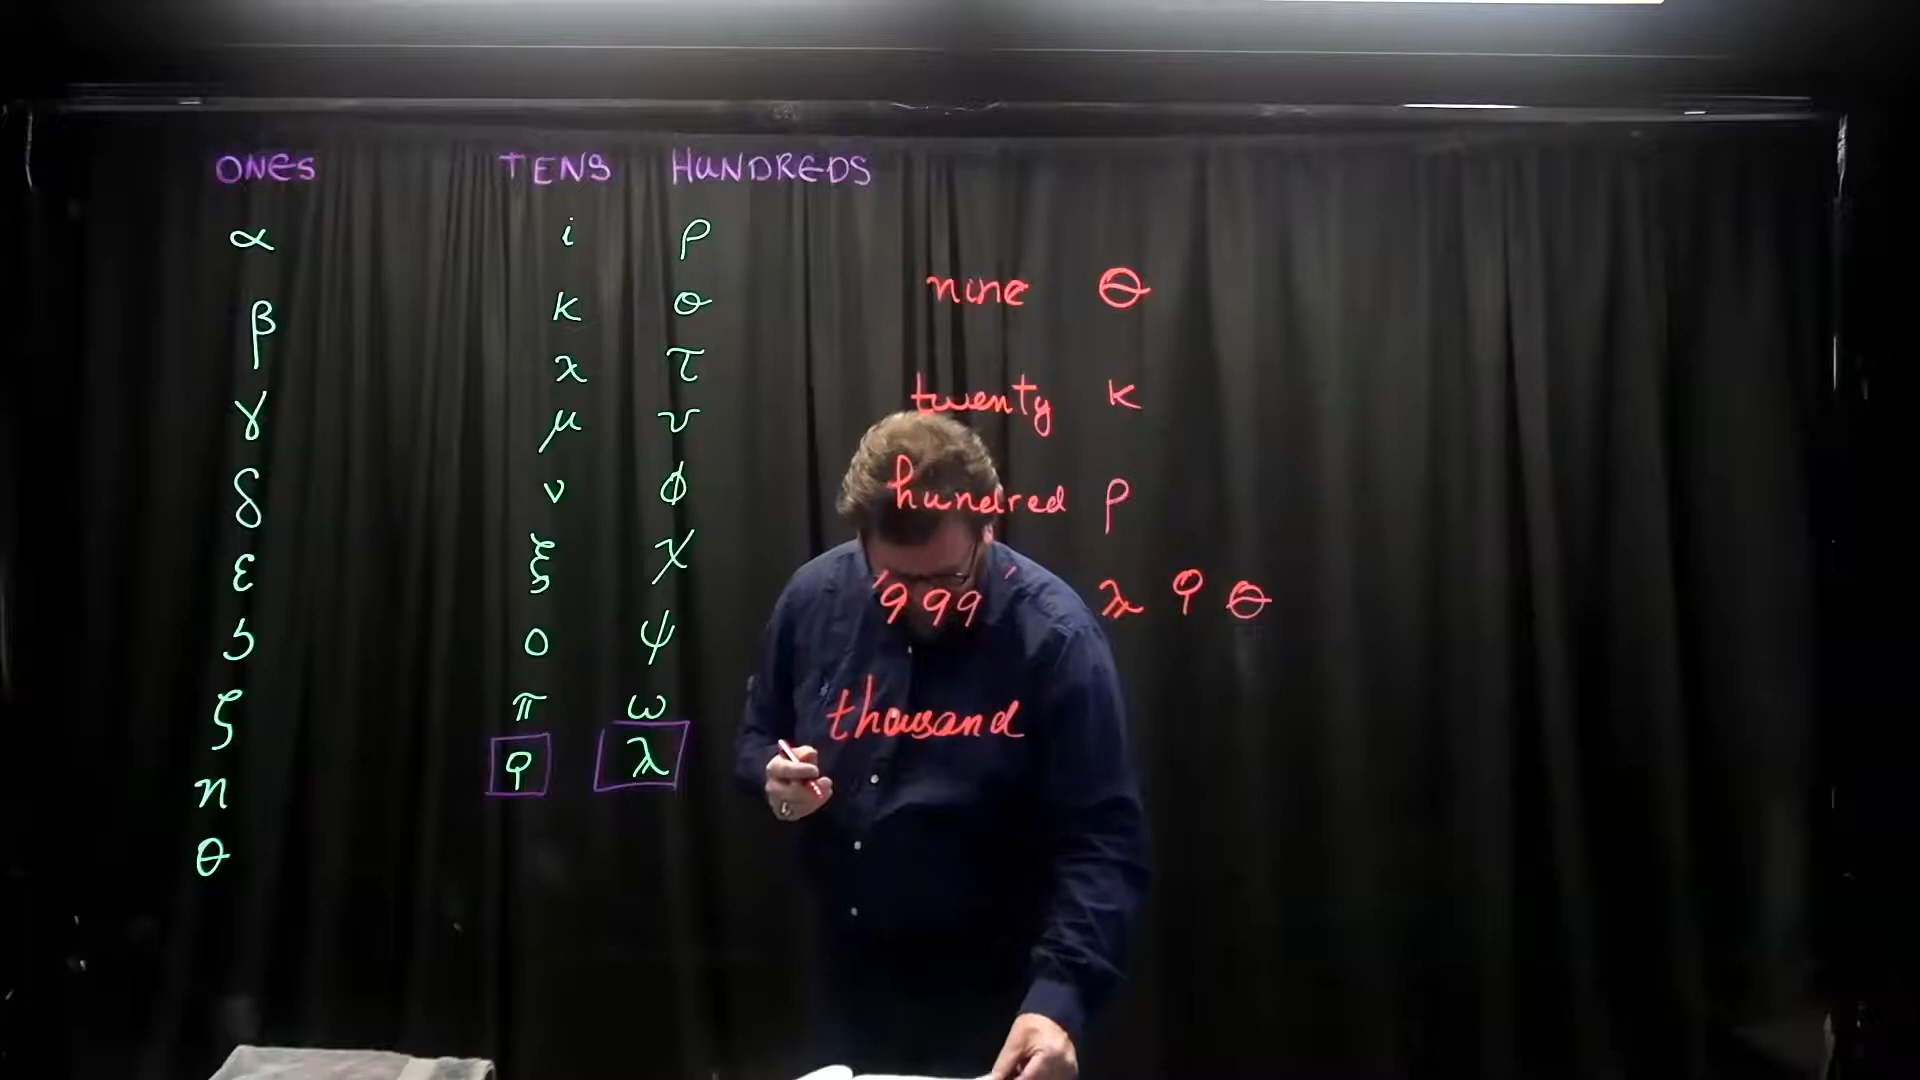 ONES TENS HUNDREDS
α i ρ
β κ σ
γ λ τ
δ μ υ
ε ν φ
ϛ ξ χ
ζ ο ψ
η π ω
θ ϙ λ
nine θ
twenty κ
hundred ρ
'999' λ ϙ θ
thousand